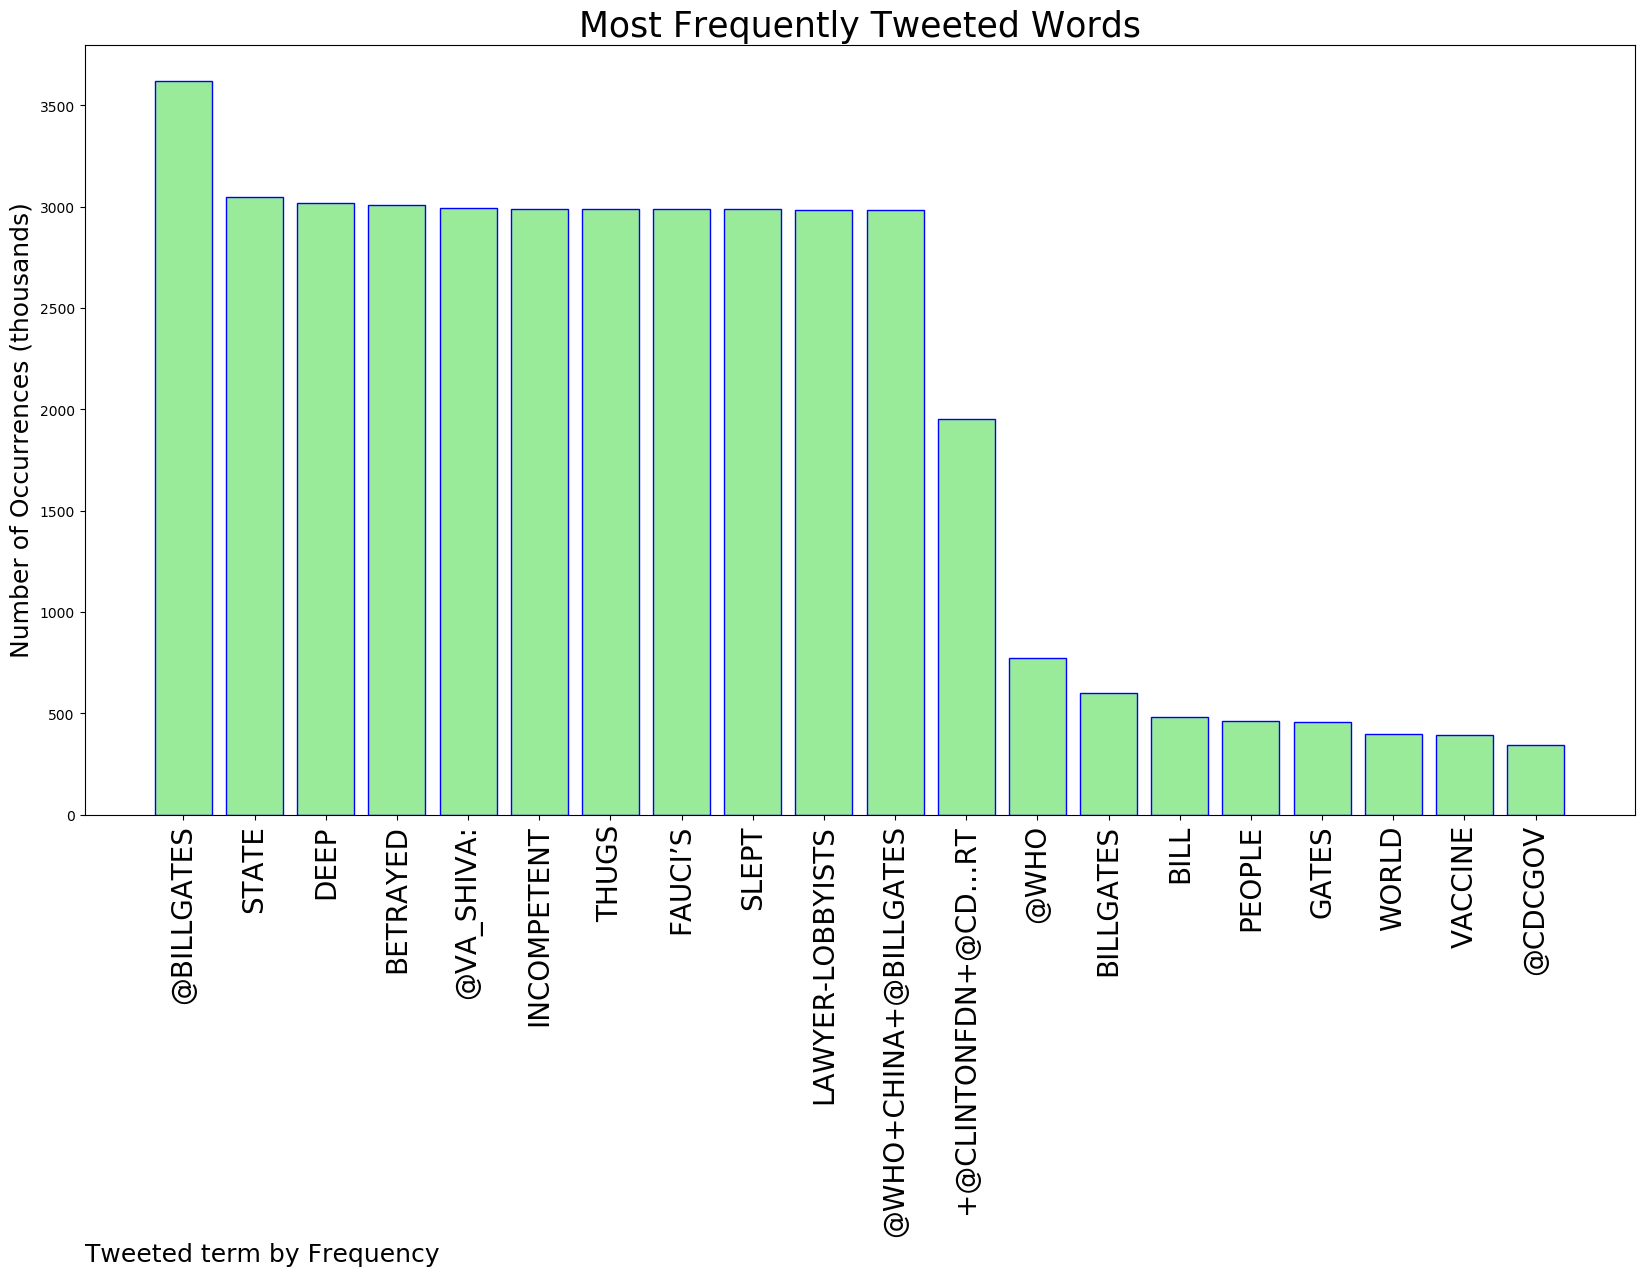 Most Frequently Tweeted Words
Number of Occurrences (thousands)
3500
3000
2500
2000
1500
1000
500
0
@BILLGATES
STATE
DEEP
BETRAYED
@VA_SHIVA:
INCOMPETENT
THUGS
FAUCI’S
SLEPT
LAWYER-LOBBYISTS
@WHO+CHINA+@BILLGATES
+@CLINTONFDN+@CD…RT
@WHO
BILLGATES
BILL
PEOPLE
GATES
WORLD
VACCINE
@CDCGOV
Tweeted term by Frequency